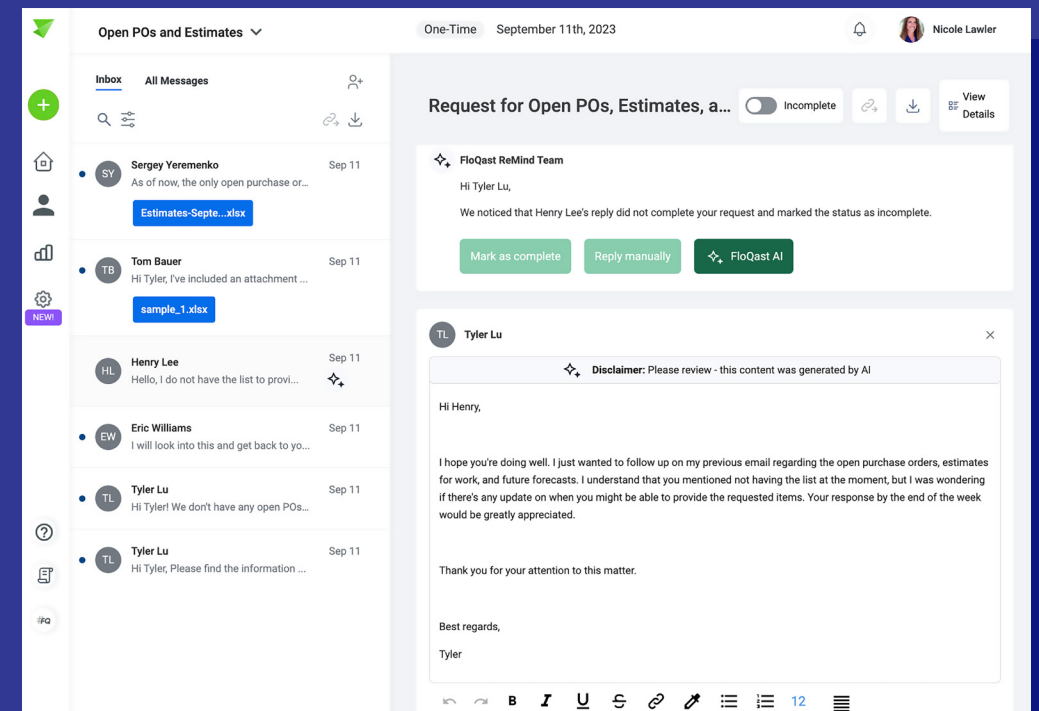 Open POs and Estimates
One-Time September 11th, 2023
Nicole Lawler
Inbox All Messages
NEW!
Sergey Yeremenko Sep 11
As of now, the only open purchase or...
Estimates-Septe...xlsx
Tom Bauer Sep 11
Hi Tyler, I've included an attachment ...
sample_1.xlsx
Henry Lee Sep 11
Hello, I do not have the list to provi...
Eric Williams Sep 11
I will look into this and get back to yo...
Tyler Lu Sep 11
Hi Tyler! We don't have any open POs...
Tyler Lu Sep 11
Hi Tyler, Please find the information ...
SY
TB
HL
EW
TL
TL
FQ
Request for Open POs, Estimates, a...
Incomplete
View
Details
FloQast ReMind Team
Hi Tyler Lu,
We noticed that Henry Lee's reply did not complete your request and marked the status as incomplete.
Mark as complete Reply manually FloQast AI
TL Tyler Lu
Disclaimer: Please review - this content was generated by AI
Hi Henry,
I hope you're doing well. I just wanted to follow up on my previous email regarding the open purchase orders, estimates
for work, and future forecasts. I understand that you mentioned not having the list at the moment, but I was wondering
if there's any update on when you might be able to provide the requested items. Your response by the end of the week
would be greatly appreciated.
Thank you for your attention to this matter.
Best regards,
Tyler
B I U S 12